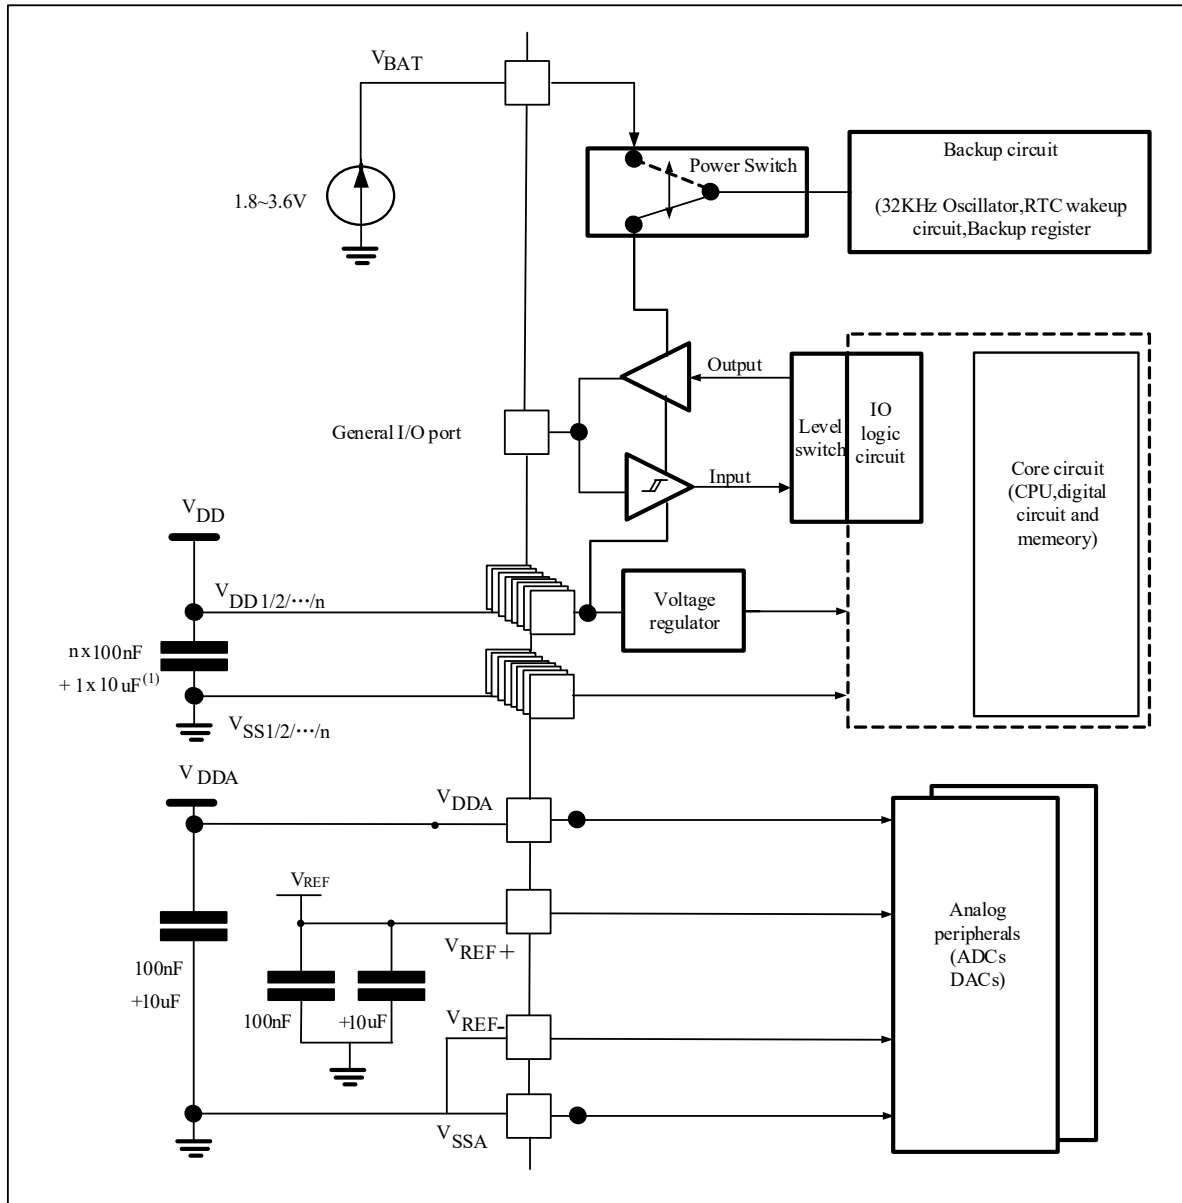 VBAT
1.8~3.6V
Power Switch
Backup circuit
(32KHz Oscillator,RTC wakeup
circuit,Backup register
General I/O port
Output
Input
Level
switch
IO
logic
circuit
Core circuit
(CPU,digital
circuit and
memeory)
VDD
VDD 1/2/···/n
Voltage
regulator
n x 100nF
+ 1 x 10 uF(1)
VSS1/2/···/n
VDDA
VDDA
VREF
VREF+
100nF
+10uF
100nF
+10uF
VREF-
VSSA
Analog
peripherals
(ADCs
DACs)